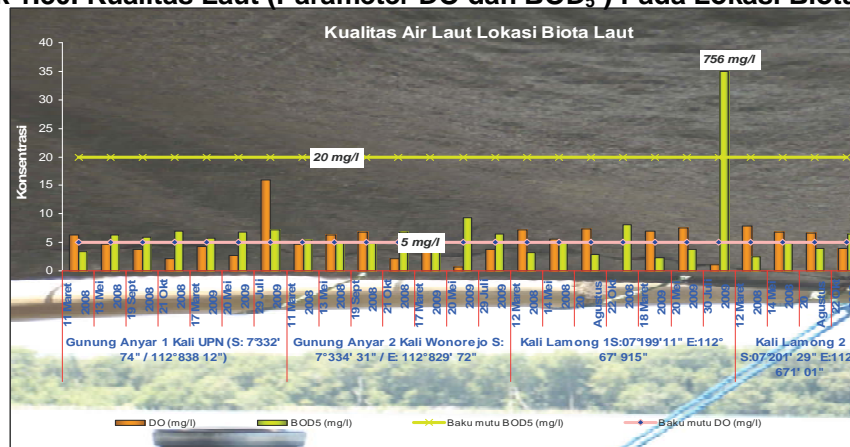 1.60. Kualitas Laut (Parameter DO dan BOD5 ) Pada Lokasi Biota
Kualitas Air Laut Lokasi Biota Laut
756 mg/l
20 mg/l
5 mg/l
Konsentrasi
40
35
30
25
20
15
10
5
0
11 Maret 2008
13 Mei 2008
19 Sept 2008
21 Okt 2008
17 Maret 2009
20 Mei 2009
29 Juli 2009
11 Maret 2008
13 Mei 2008
19 Sept 2008
21 Okt 2008
17 Maret 2009
20 Mei 2009
29 Juli 2009
12 Maret 2008
14 Mei 2008
20 Agustus 2008
22 Okt 2008
18 Maret 2009
20 Mei 2009
30 Juli 2009
12 Maret 2008
14 Mei 2008
20 Agustus
22 Okt
Gunung Anyar 1 Kali UPN (S: 7'332'
74" / 112°838 12")
Gunung Anyar 2 Kali Wonorejo S:
7°334' 31" / E: 112°829' 72"
Kali Lamong 1S:07°199'11" E:112°
67' 915"
Kali Lamong 2
S:07'201' 29" E:112
671' 01"
DO (mg/l)
BOD5 (mg/l)
Baku mutu BOD5 (mg/l)
Baku mutu DO (mg/l)